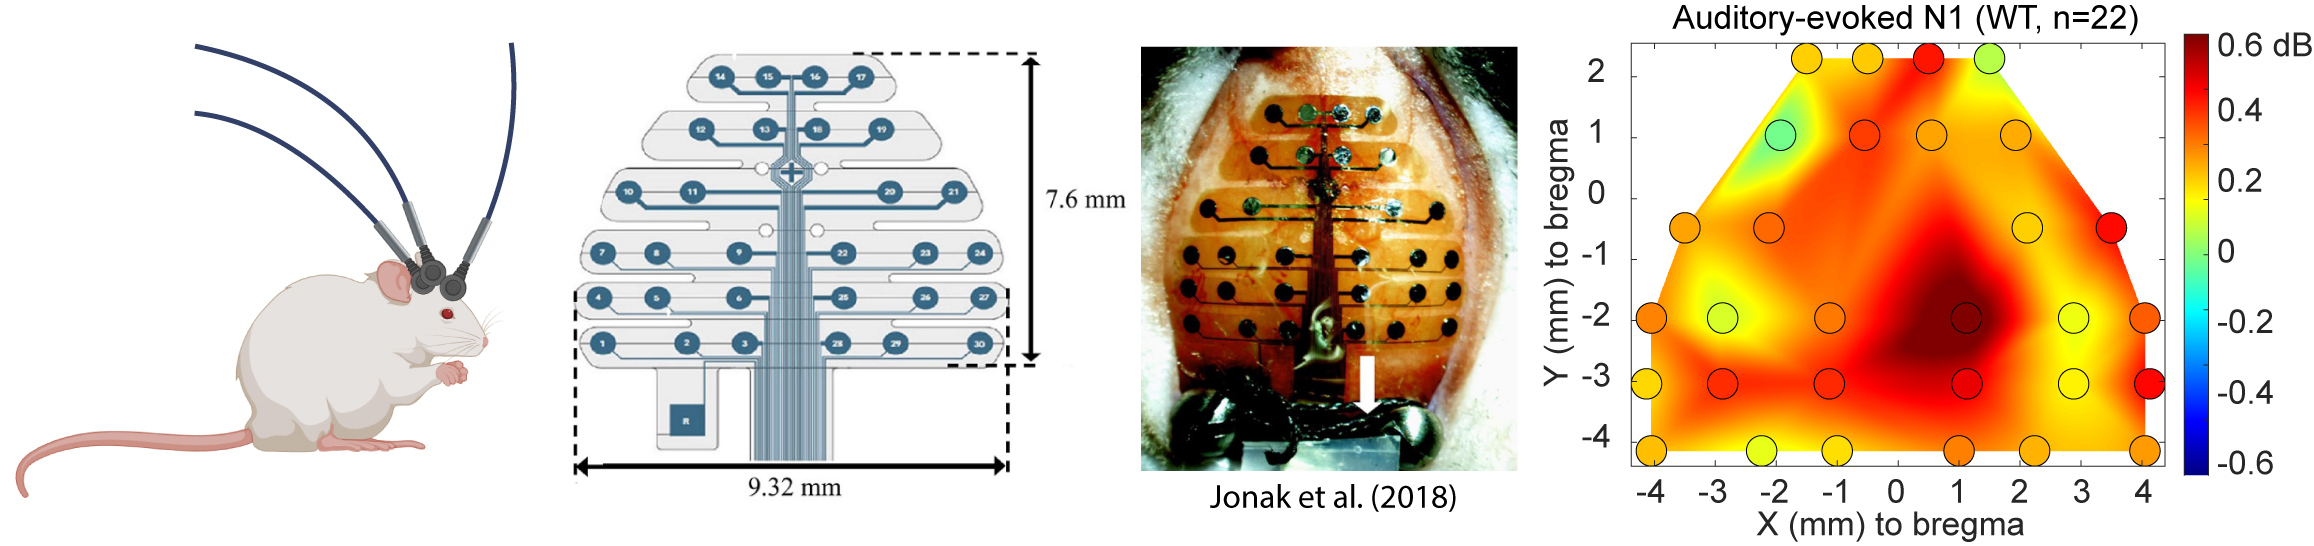 14 15 16 17
12 13 18 19
10 11 20 21
7 8 9 22 23 24
4 5 6 25 26 27
1 2 3 28 29 30
R
7.6 mm
9.32 mm
Jonak et al. (2018)
Auditory-evoked N1 (WT, n=22)
Y (mm) to bregma
2
1
0
-1
-2
-3
-4
-4 -3 -2 -1 0 1 2 3 4
X (mm) to bregma
0.6 dB
0.4
0.2
0
-0.2
-0.4
-0.6